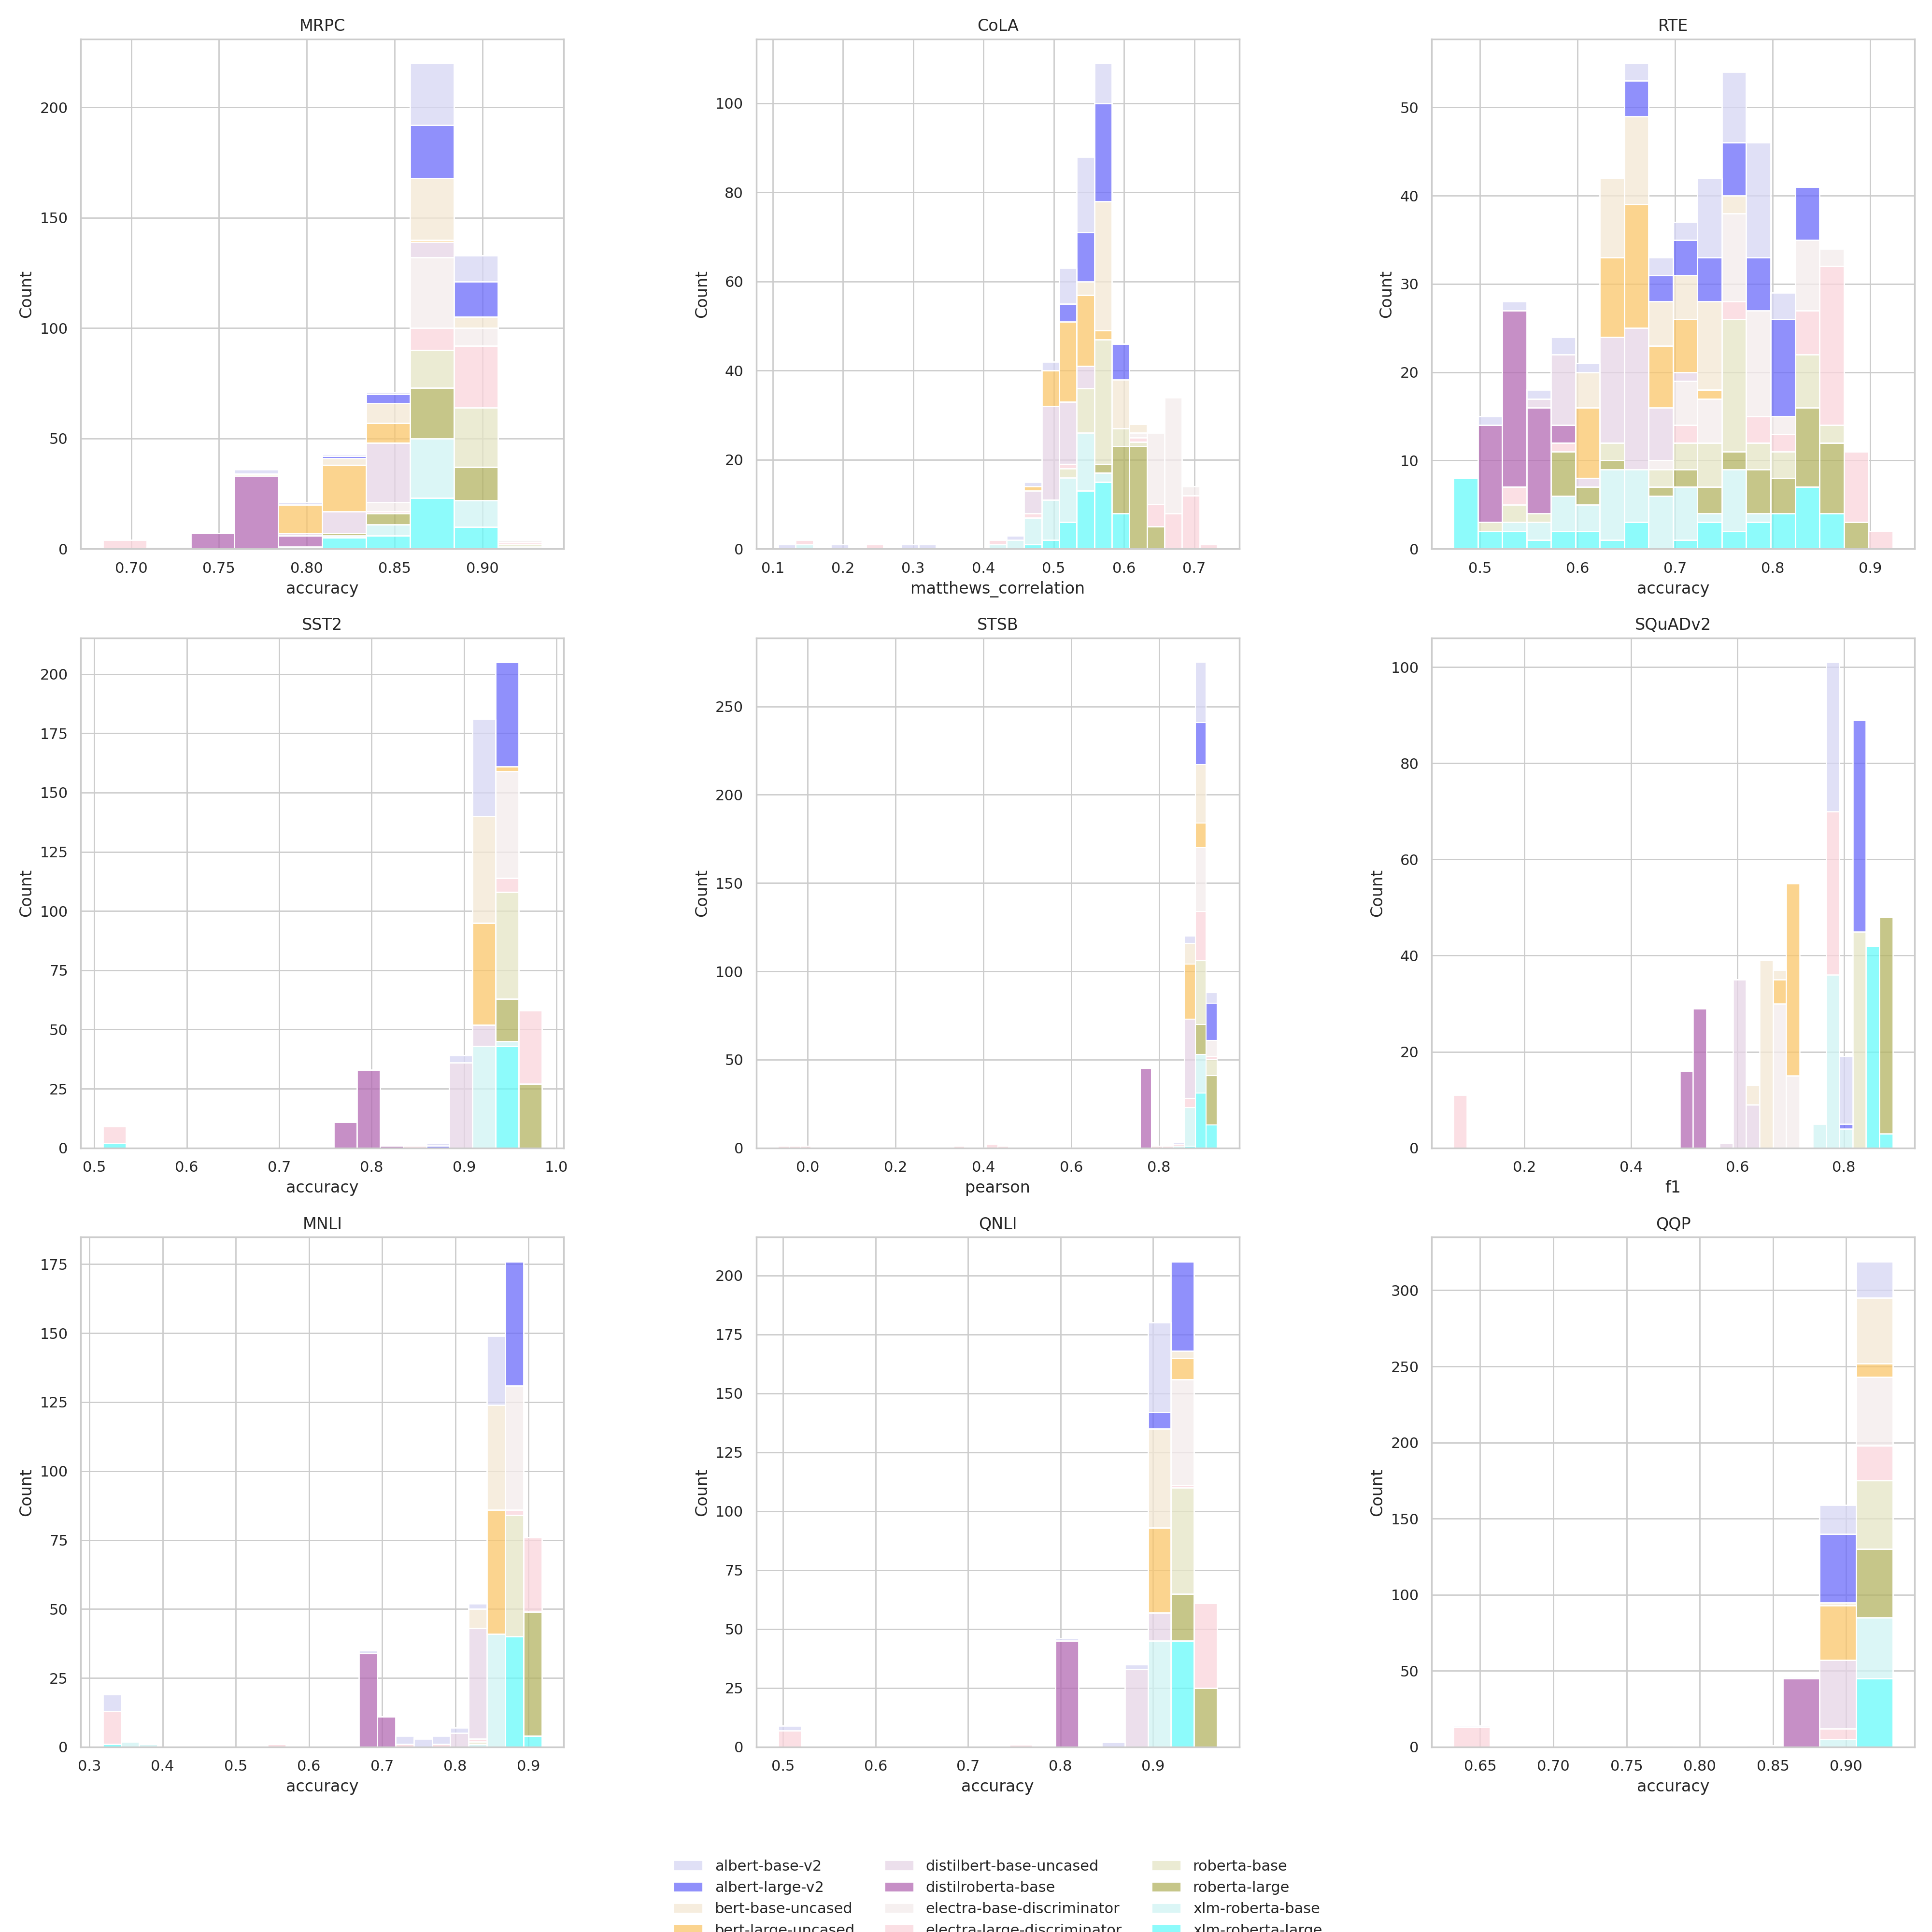 MRPC
CoLA
RTE
Count
200
150
100
50
0
0.70 0.75 0.80 0.85 0.90
accuracy
Count
100
80
60
40
20
0
0.1 0.2 0.3 0.4 0.5 0.6 0.7
matthews_correlation
Count
50
40
30
20
10
0
0.5 0.6 0.7 0.8 0.9
accuracy
SST2
STSB
SQuADv2
Count
200
175
150
125
100
75
50
25
0
0.5 0.6 0.7 0.8 0.9 1.0
accuracy
Count
250
200
150
100
50
0
0.0 0.2 0.4 0.6 0.8
pearson
Count
100
80
60
40
20
0
0.2 0.4 0.6 0.8
f1
MNLI
QNLI
QQP
Count
175
150
125
100
75
50
25
0
0.3 0.4 0.5 0.6 0.7 0.8 0.9
accuracy
Count
200
175
150
125
100
75
50
25
0
0.5 0.6 0.7 0.8 0.9
accuracy
Count
300
250
200
150
100
50
0
0.65 0.70 0.75 0.80 0.85 0.90
accuracy
albert-base-v2
albert-large-v2
bert-base-uncased
bert-large-uncased
distilbert-base-uncased
distilroberta-base
electra-base-discriminator
electra-large-discriminator
roberta-base
roberta-large
xlm-roberta-base
xlm-roberta-large